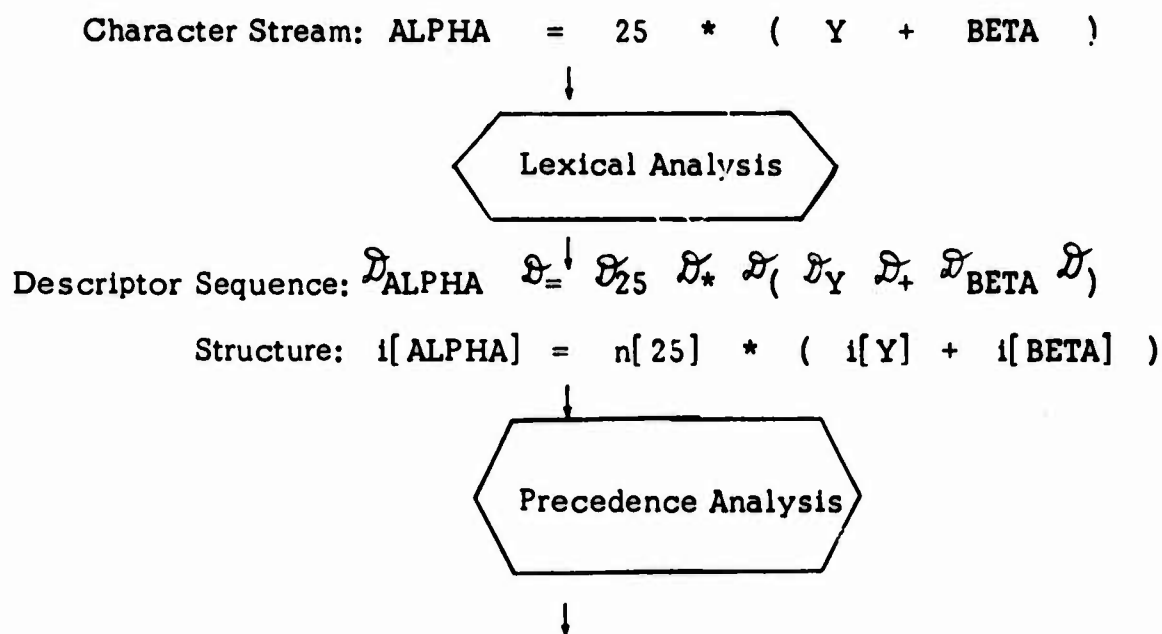 Character Stream: ALPHA = 25 * ( Y + BETA )
Lexical Analysis
Descriptor Sequence: 𝒟ALPHA 𝒟= 𝒟25 𝒟* 𝒟( 𝒟Y 𝒟+ 𝒟BETA 𝒟)
Structure: i[ALPHA] = n[25] * ( i[Y] + i[BETA] )
Precedence Analysis